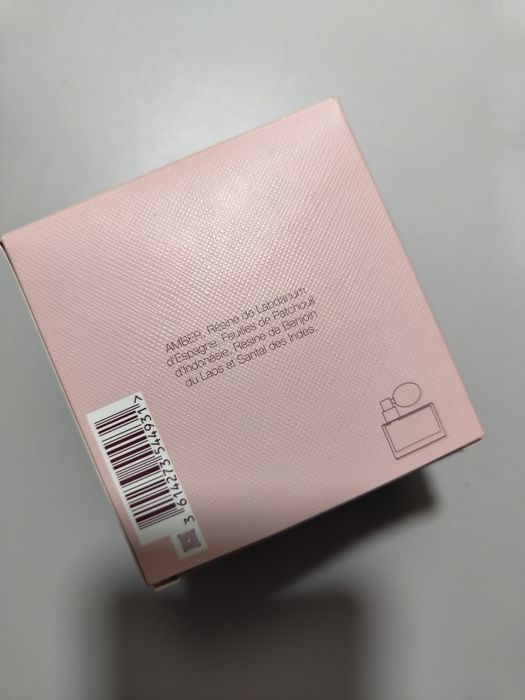 AMBER, Résine de Labdanum
d'Espagne, Feuilles de Patchouli
d'Indonésie, Résine de Benjoin
du Laos et Santal des Indes.
3 614273 544931 >